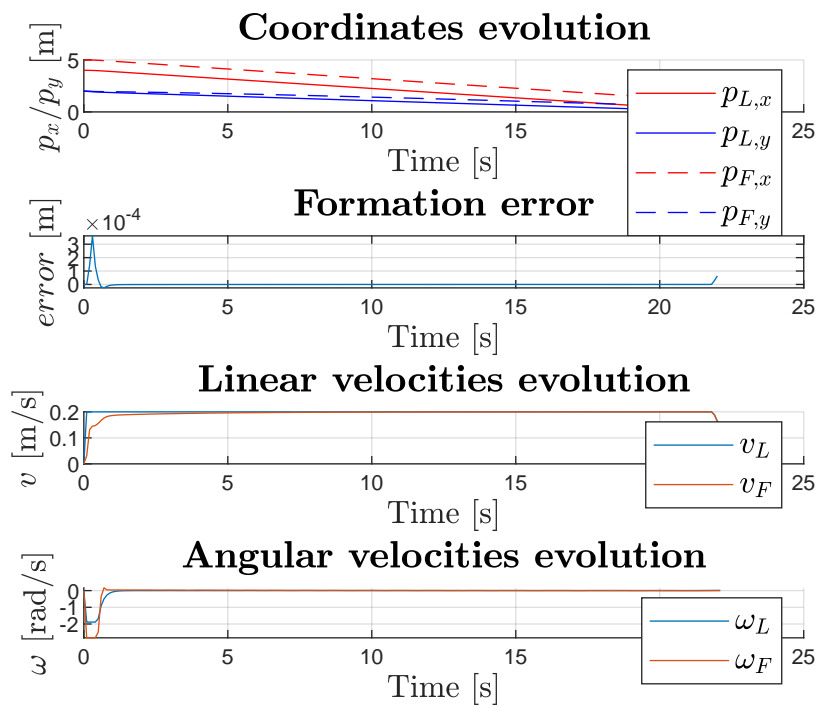 Coordinates evolution
p_x/p_y [m]
5
0
0 5 10 15 25
Time [s]
p_{L,x}
p_{L,y}
p_{F,x}
p_{F,y}
Formation error
×10^{-4}
error [m]
3
2
1
0
0 5 10 15 20 25
Time [s]
Linear velocities evolution
v [m/s]
0.2
0
0 5 10 15 25
Time [s]
v_L
v_F
Angular velocities evolution
ω [rad/s]
0
-1
-2
0 5 10 15 25
Time [s]
ω_L
ω_F